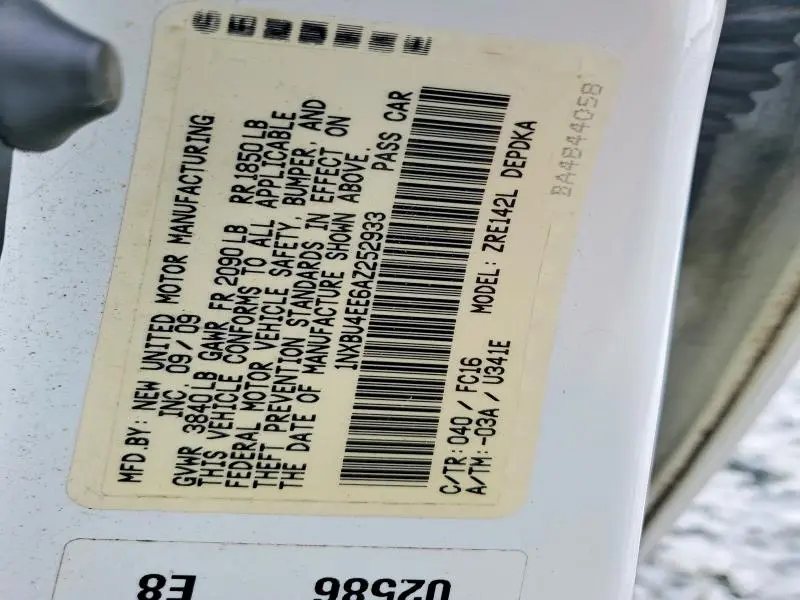 MFD.BY: NEW UNITED MOTOR MANUFACTURING
INC. 09/09
GVWR 3840LB GAWR FR 2090LB RR 1850LB
THIS VEHICLE CONFORMS TO ALL APPLICABLE
FEDERAL MOTOR VEHICLE SAFETY, BUMPER, AND
THEFT PREVENTION STANDARDS IN EFFECT ON
THE DATE OF MANUFACTURE SHOWN ABOVE.
1NXBU4EE6AZ252933 PASS CAR
C/TR: 040 / FC16 MODEL: ZRE142L DEPDKA
A/TM: -03A / U341E
BA4B44058
02586
E8